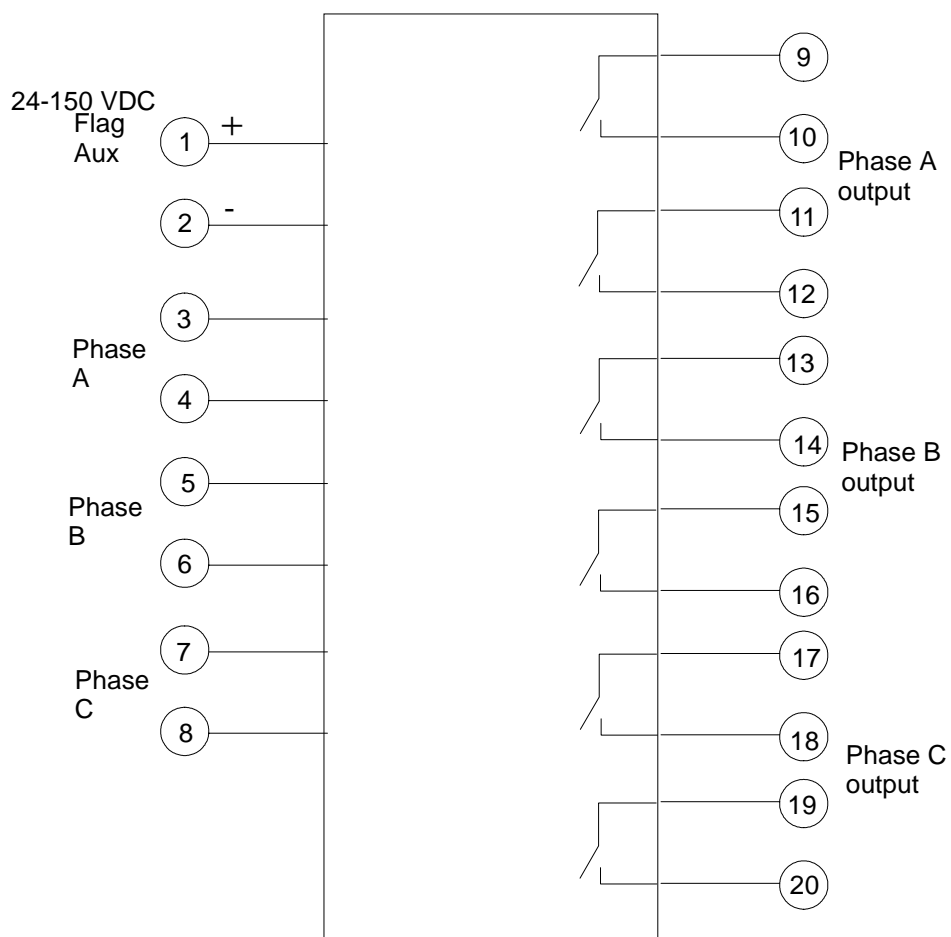 24-150 VDC
Flag
Aux
1
+
2
-
3
Phase
A
4
5
Phase
B
6
7
Phase
C
8
9
10
Phase A
output
11
12
13
14
Phase B
output
15
16
17
18
Phase C
output
19
20